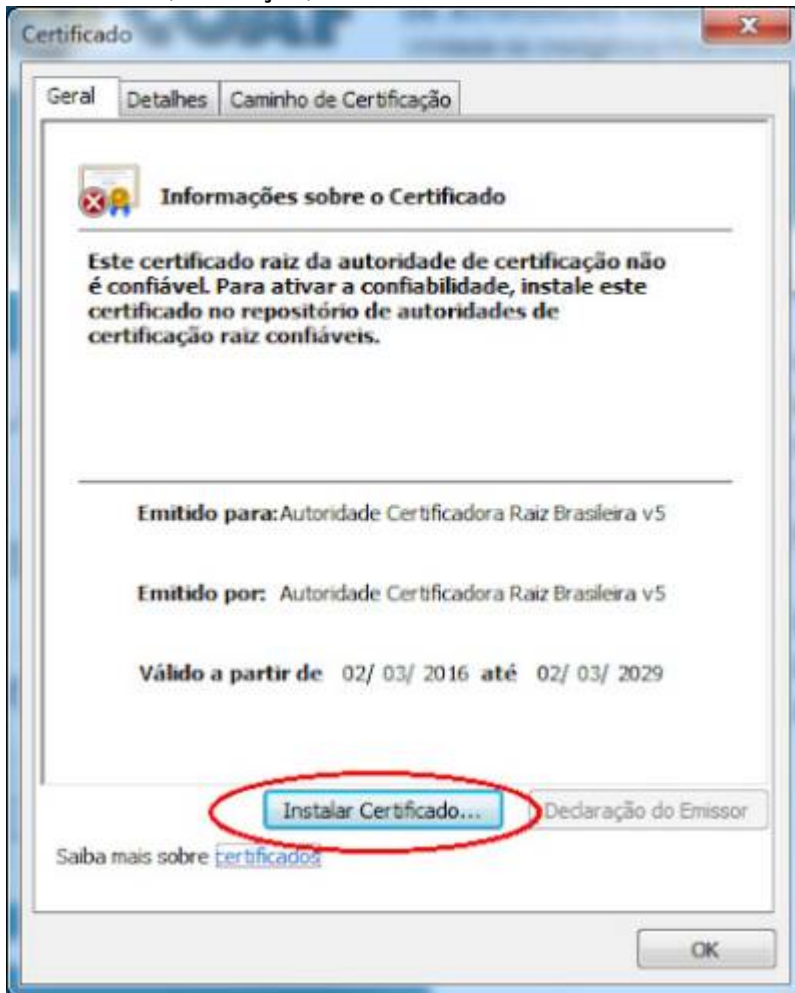 Certificado
Geral
Detalhes
Caminho de Certificação
Informações sobre o Certificado
Este certificado raiz da autoridade de certificação não
é confiável. Para ativar a confiabilidade, instale este
certificado no repositório de autoridades de
certificação raiz confiáveis.
Emitido para: Autoridade Certificadora Raiz Brasileira v5
Emitido por: Autoridade Certificadora Raiz Brasileira v5
Válido a partir de 02/ 03/ 2016 até 02/ 03/ 2029
Instalar Certificado...
Declaração do Emissor
Saiba mais sobre certificados
OK